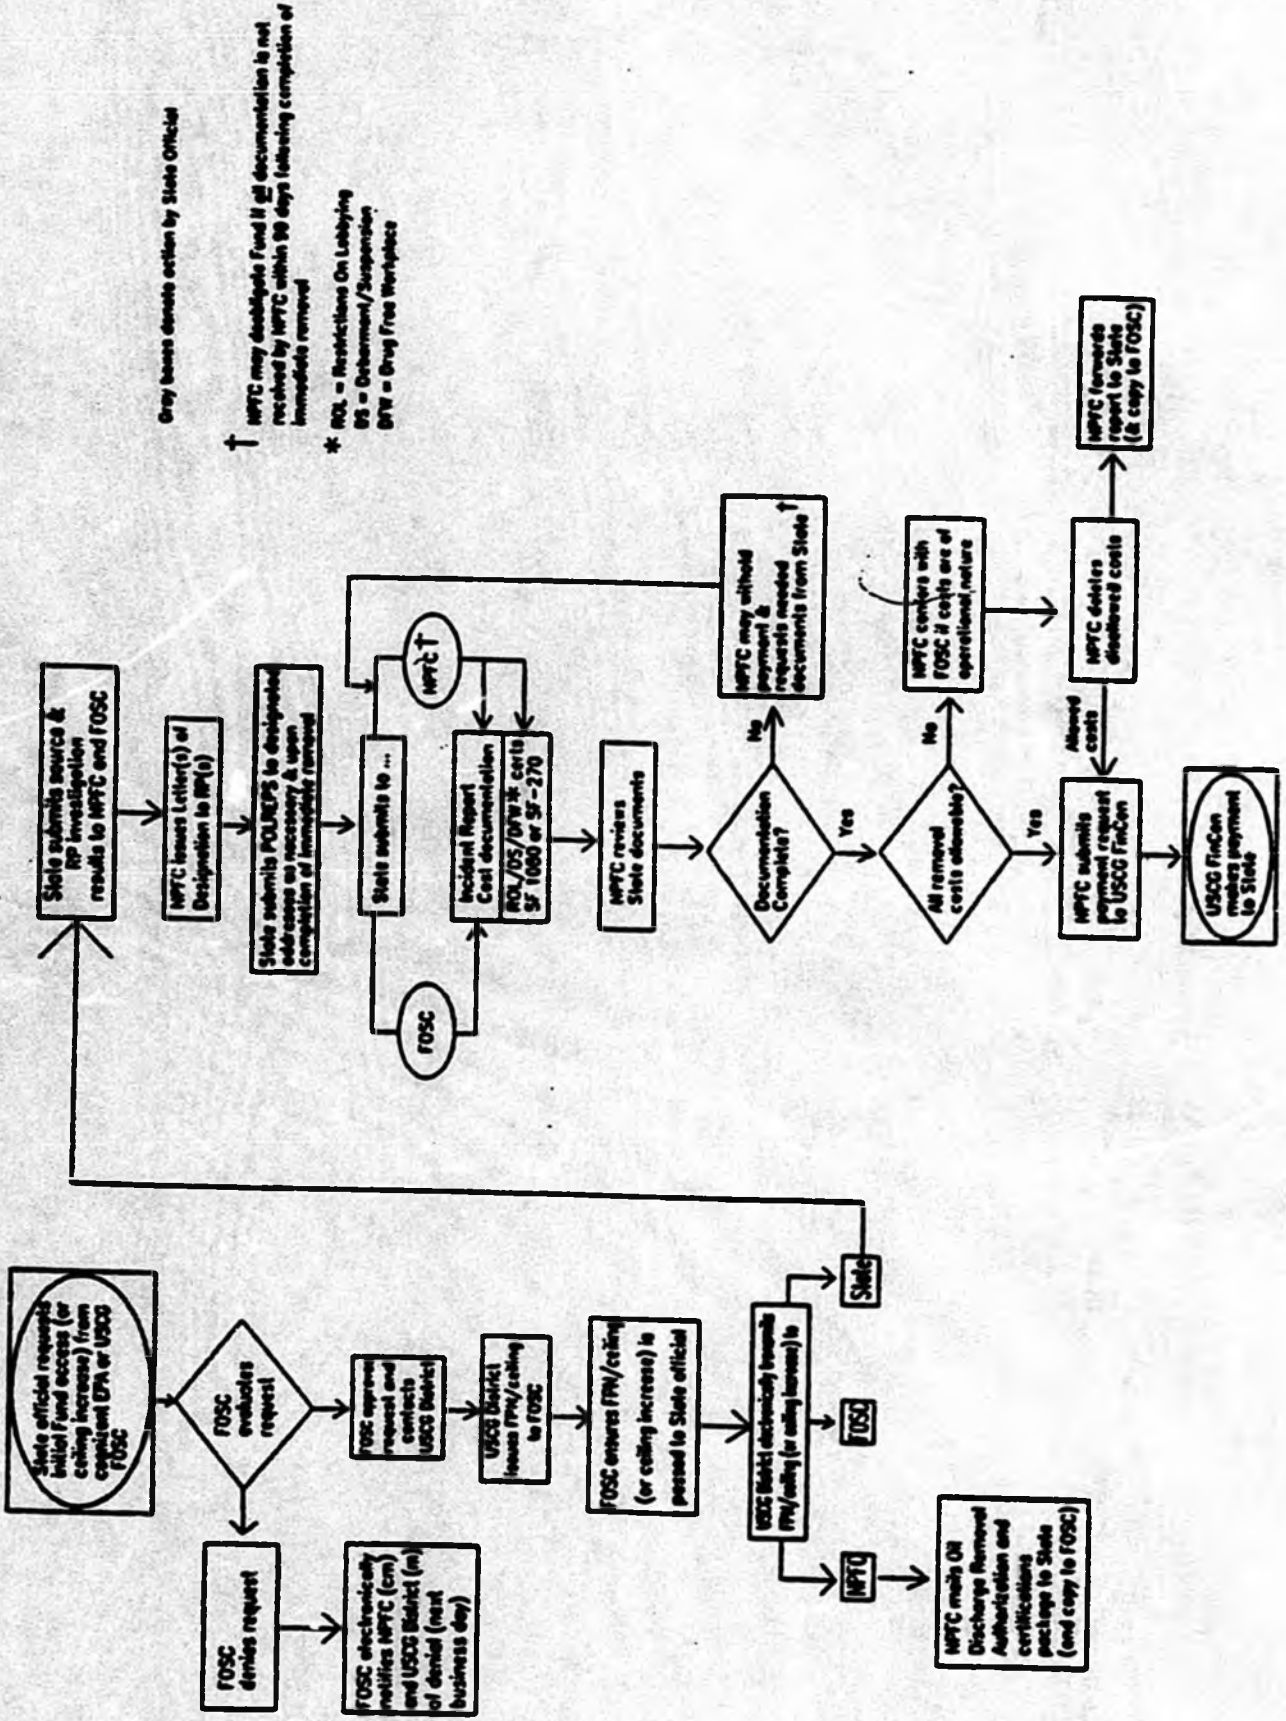 State official requests
initial Fund access (or
ceiling increase) from
cognizant EPA or USCG
FOSC
FOSC
evaluates
request
FOSC
denies request
FOSC electronically
notifies NPFC (cm)
and USCG District (m)
of denial (next
business day)
FOSC approves
request and
contacts
USCG District
USCG District
issues FPN/ceiling
to FOSC
FOSC ensures FPN/ceiling
(or ceiling increase) is
passed to State official
USCG District electronically transmits
FPN/ceiling (or ceiling increase) to
NPFC
FOSC
State
NPFC mails Oil
Discharge Removal
Authorization and
certifications
package to State
(and copy to FOSC)
State submits source &
RP investigation
results to NPFC and FOSC
NPFC issues Letter(s) of
Designation to RP(s)
State submits POLREPS to designated
addresses as necessary & upon
completion of immediate removal
State submits to ...
FOSC
NPFC †
Incident Report
Cost documentation
ROL/DS/DFW* certs
SF 1080 or SF-270
NPFC reviews
State documents
Documentation
Complete?
No
Yes
NPFC may withold
payment &
requests needed
documents from State †
All removal
costs allowable?
No
Yes
NPFC confers with
FOSC if costs are of
operational nature
NPFC deletes
disallowed costs
Allowed
costs
NPFC forwards
report to State
(& copy to FOSC)
NPFC submits
payment request
to USCG FinCen
USCG FinCen
makes payment
to State
Gray boxes denote action by State Official
† NPFC may deobligate Fund if all documentation is not
received by NPFC within 90 days following completion of
immediate removal
* ROL = Restrictions On Lobbying
DS = Debarment/Suspension
DFW = Drug Free Workplace